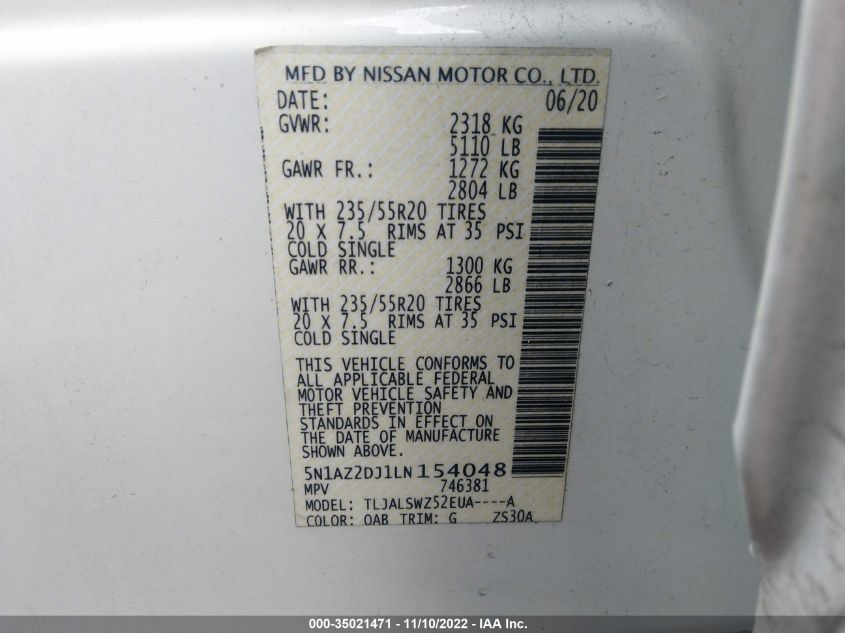 MFD BY NISSAN MOTOR CO., LTD.
DATE: 06/20
GVWR: 2318 KG
5110 LB
GAWR FR.: 1272 KG
2804 LB
WITH 235/55R20 TIRES
20 X 7.5 RIMS AT 35 PSI
COLD SINGLE
GAWR RR.: 1300 KG
2866 LB
WITH 235/55R20 TIRES
20 X 7.5 RIMS AT 35 PSI
COLD SINGLE
THIS VEHICLE CONFORMS TO
ALL APPLICABLE FEDERAL
MOTOR VEHICLE SAFETY AND
THEFT PREVENTION
STANDARDS IN EFFECT ON
THE DATE OF MANUFACTURE
SHOWN ABOVE.
5N1AZ2DJ1LN154048
MPV 746381
MODEL: TLJALSWZ52EUA----A
COLOR: QAB TRIM: G ZS30A
000-35021471 - 11/10/2022 - IAA Inc.